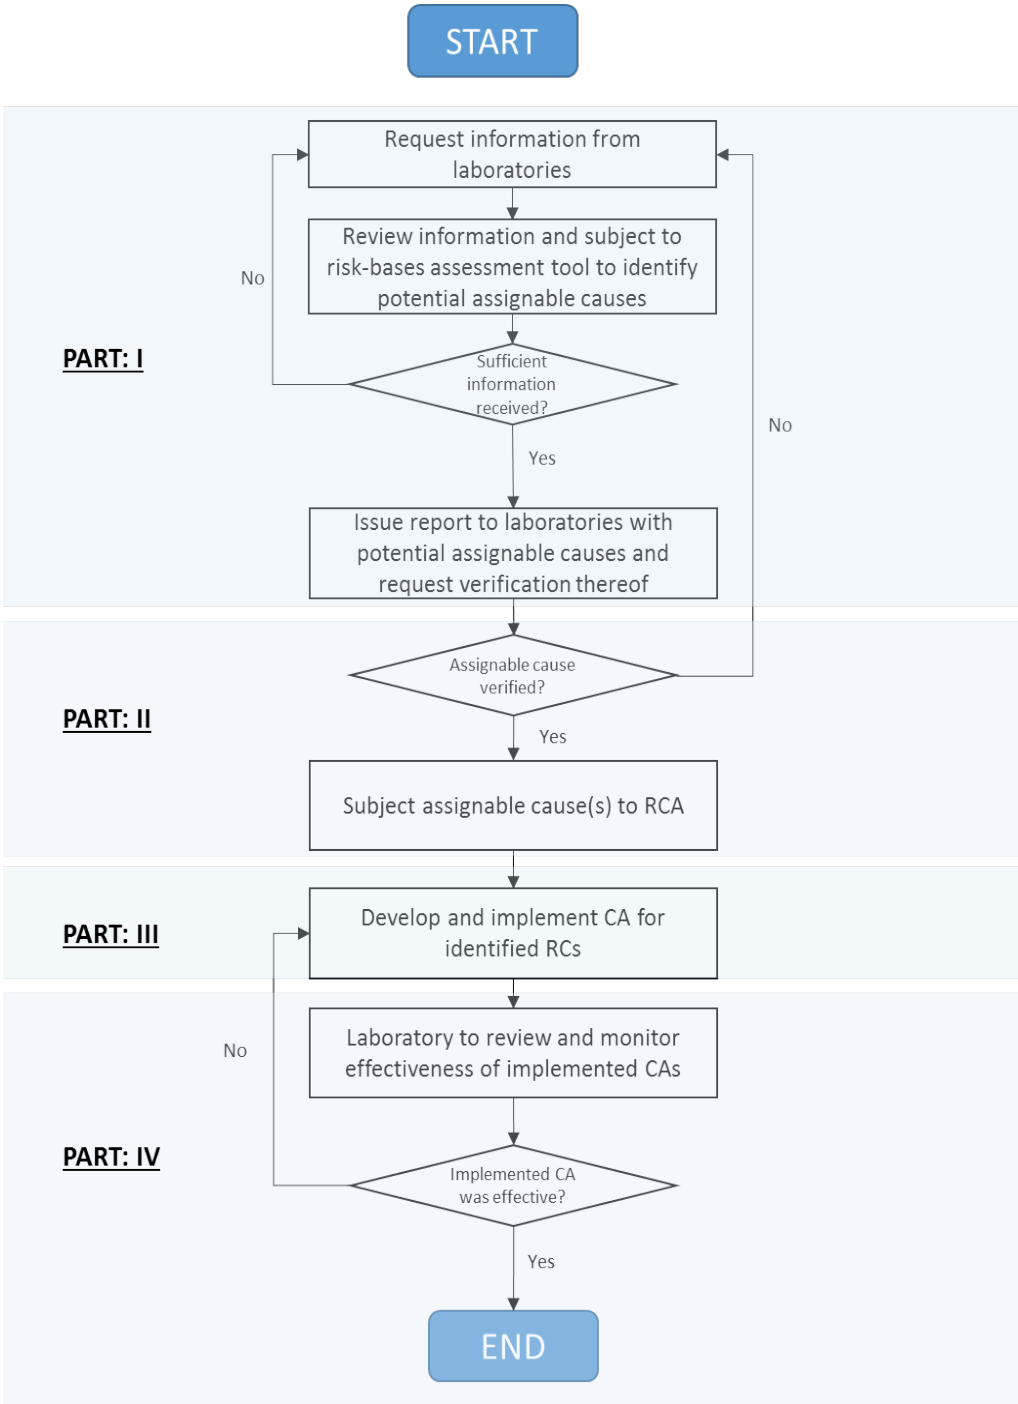 START
Request information from
laboratories
Review information and subject to
risk-bases assessment tool to identify
potential assignable causes
No
PART: I
Sufficient
information
received?
No
Yes
Issue report to laboratories with
potential assignable causes and
request verification thereof
Assignable cause
verified?
PART: II
Yes
Subject assignable cause(s) to RCA
Develop and implement CA for
identified RCs
PART: III
Laboratory to review and monitor
effectiveness of implemented CAs
No
PART: IV
Implemented CA
was effective?
Yes
END